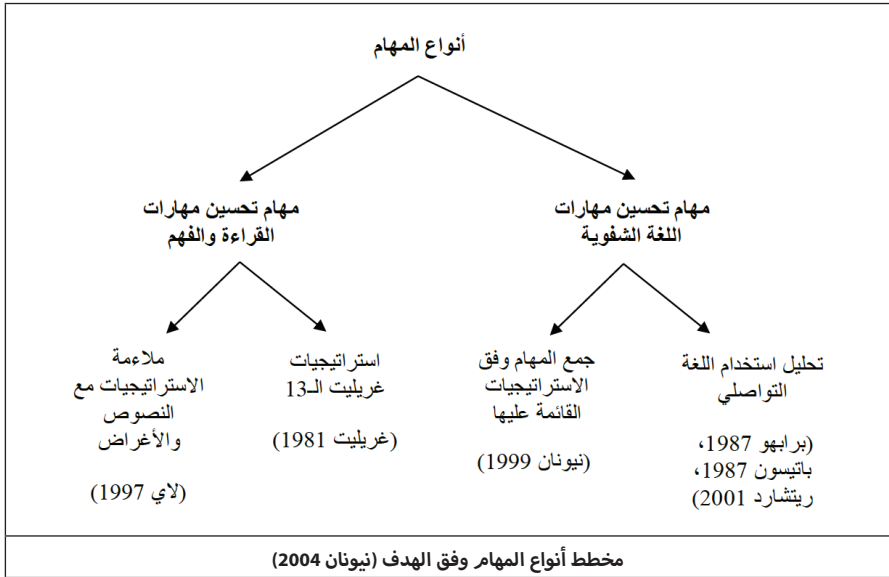 أنواع المهام
مهام تحسين مهارات
اللغة الشفوية
مهام تحسين مهارات
القراءة والفهم
تحليل استخدام اللغة
التواصلي
(برابهو 1987،
باتيسون 1987،
ريتشارد 2001)
جمع المهام وفق
الاستراتيجيات
القائمة عليها
(نيونان 1999)
استراتيجيات
غريليت الـ13
(غريليت 1981)
ملاءمة
الاستراتيجيات مع
النصوص
والأغراض
(لاي 1997)
مخطط أنواع المهام وفق الهدف (نيونان 2004)